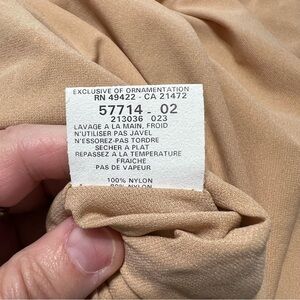 EXCLUSIVE OF ORNAMENTATION
RN 49422 - CA 21472
57714 - 02
213036 023
LAVAGE A LA MAIN, FROID
N'UTILISER PAS JAVEL
N'ESSOREZ-PAS TORDRE
SECHER A PLAT
REPASSEZ A LA TEMPERATURE
FRAICHE
PAS DE VAPEUR
100% NYLON
NYLON